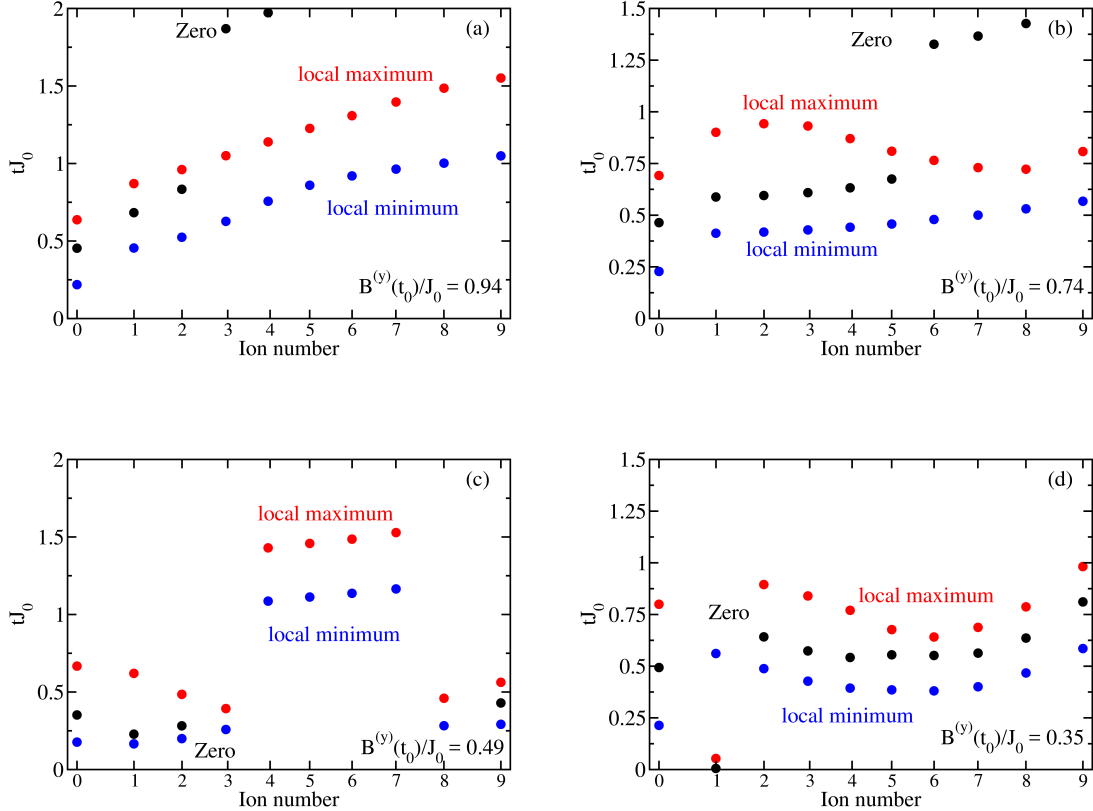 2
1.5
1
0.5
0
tJ₀
Zero
(a)
local maximum
local minimum
B⁽ʸ⁾(t₀)/J₀ = 0.94
0 1 2 3 4 5 6 7 8 9
Ion number
1.5
1.25
1
0.75
0.5
0.25
0
tJ₀
Zero
(b)
local maximum
local minimum
B⁽ʸ⁾(t₀)/J₀ = 0.74
0 1 2 3 4 5 6 7 8 9
Ion number
2
1.5
1
0.5
0
tJ₀
(c)
local maximum
local minimum
Zero
B⁽ʸ⁾(t₀)/J₀ = 0.49
0 1 2 3 4 5 6 7 8 9
Ion number
1.5
1.25
1
0.75
0.5
0.25
0
tJ₀
(d)
local maximum
Zero
local minimum
B⁽ʸ⁾(t₀)/J₀ = 0.35
0 1 2 3 4 5 6 7 8 9
Ion number